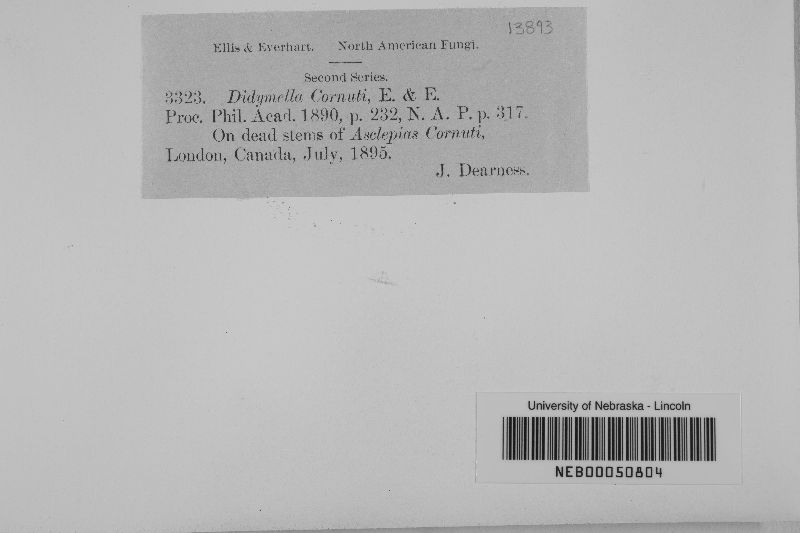 13893
Ellis & Everhart. North American Fungi.
Second Series.
3323. Didymella Cornuti, E. & E.
Proc. Phil. Acad. 1890, p. 232, N. A. P. p. 317.
On dead stems of Asclepias Cornuti,
London, Canada, July, 1895.
J. Dearness.
University of Nebraska - Lincoln
NEB00050804